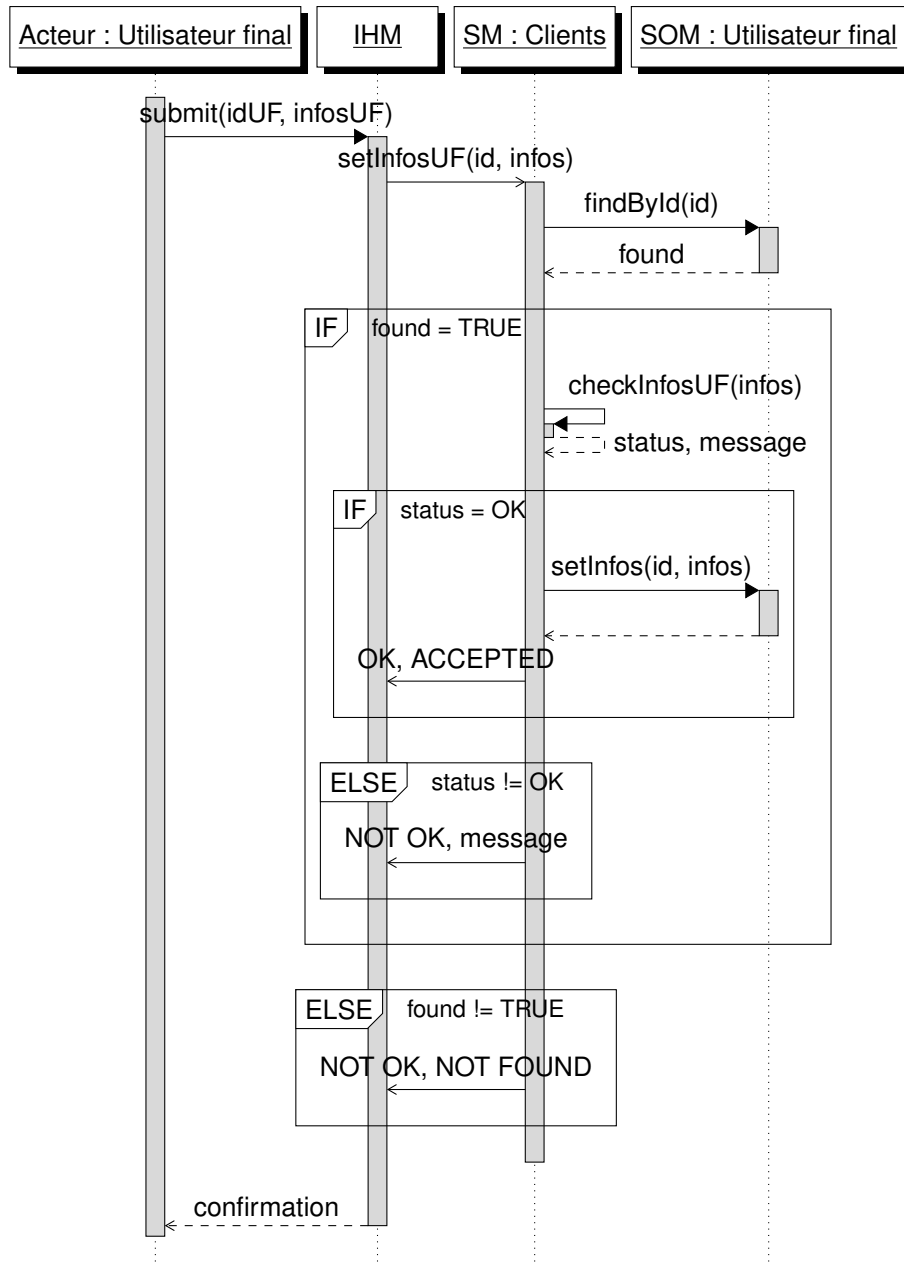 Acteur : Utilisateur final
IHM
SM : Clients
SOM : Utilisateur final
submit(idUF, infosUF)
setInfosUF(id, infos)
findById(id)
found
IF
found = TRUE
checkInfosUF(infos)
status, message
IF
status = OK
setInfos(id, infos)
OK, ACCEPTED
ELSE
status != OK
NOT OK, message
ELSE
found != TRUE
NOT OK, NOT FOUND
confirmation